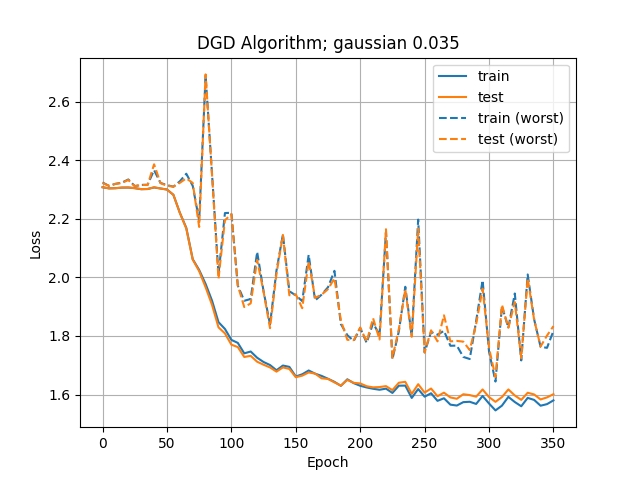 DGD Algorithm; gaussian 0.035
train
test
train (worst)
test (worst)
Loss
2.6
2.4
2.2
2.0
1.8
1.6
0 50 100 150 200 250 300 350
Epoch